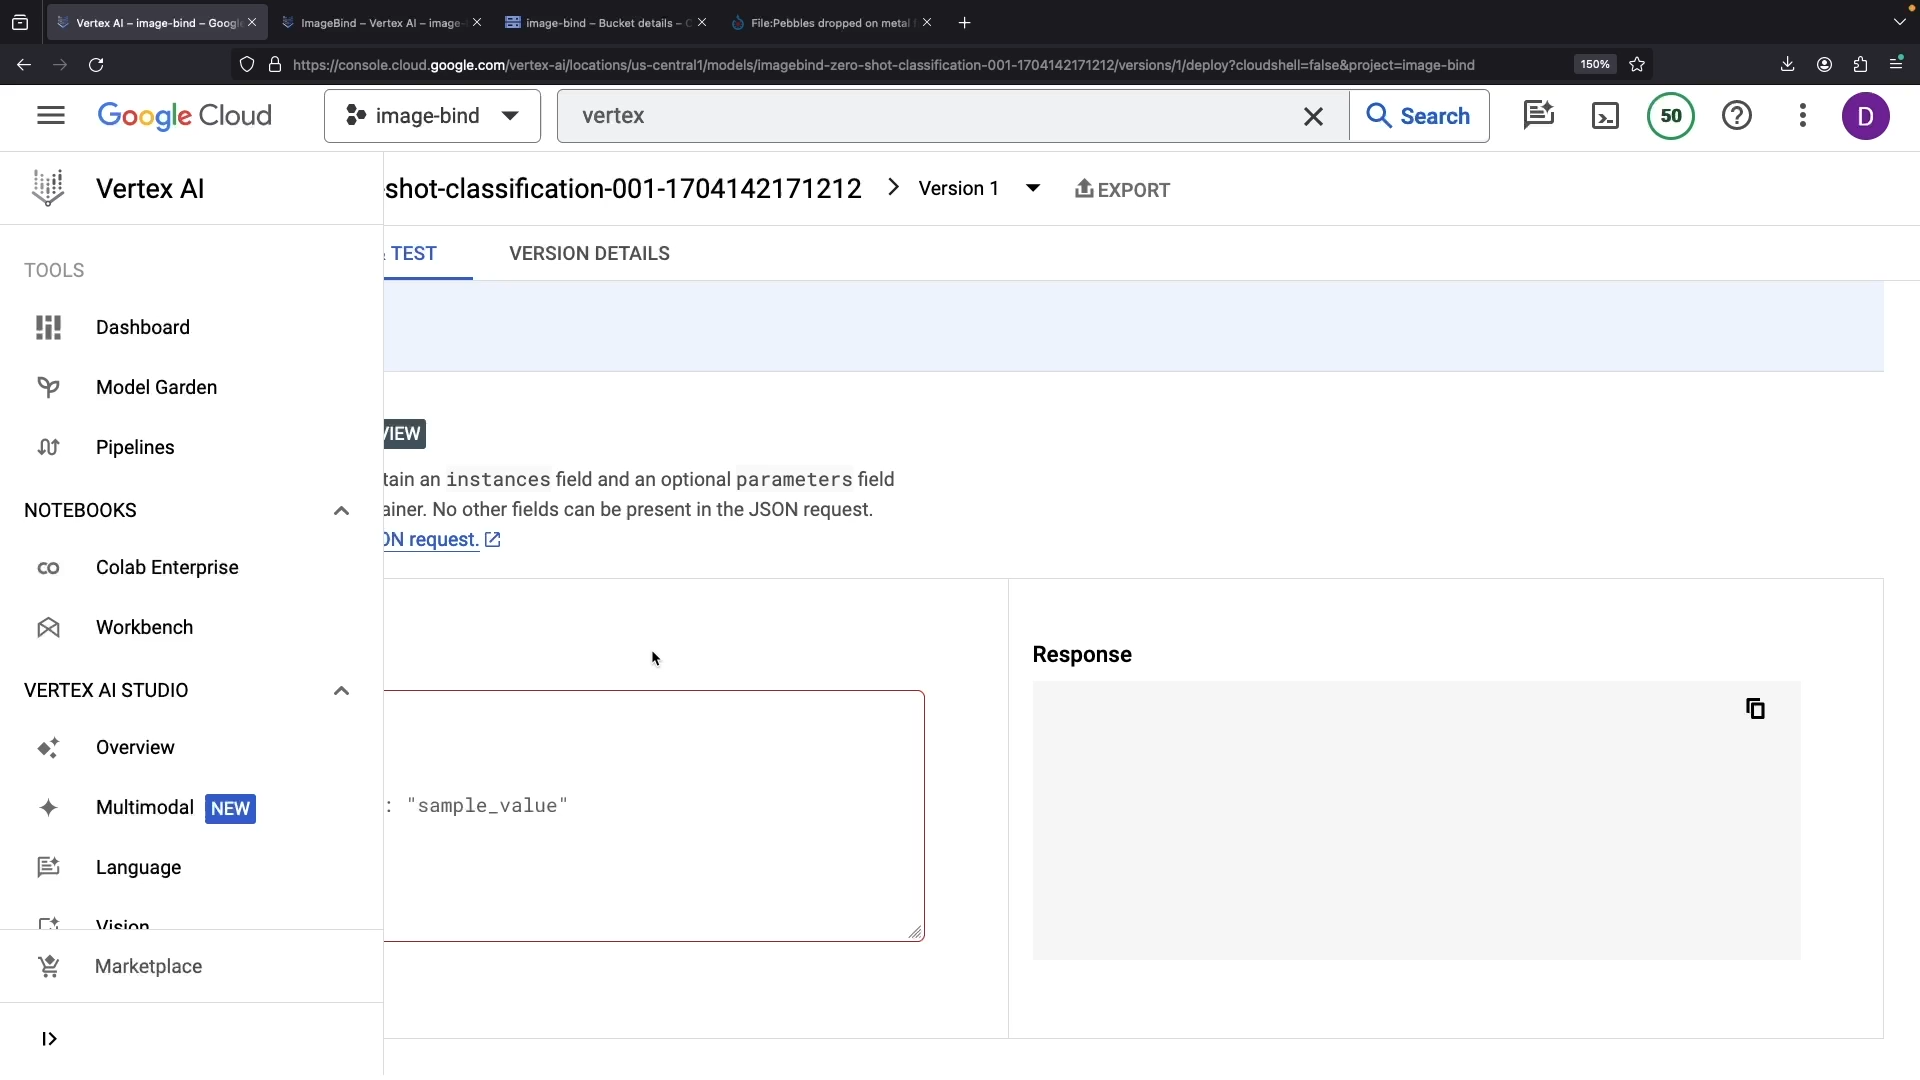 Vertex AI – image-bind – Google
ImageBind – Vertex AI – image-
image-bind – Bucket details – C
File:Pebbles dropped on metal f
https://console.cloud.google.com/vertex-ai/locations/us-central1/models/imagebind-zero-shot-classification-001-1704142171212/versions/1/deploy?cloudshell=false&project=image-bind
150%
Google Cloud
image-bind
vertex
Search
50
D
Vertex AI
shot-classification-001-1704142171212
Version 1
EXPORT
TEST
VERSION DETAILS
TOOLS
Dashboard
Model Garden
Pipelines
NOTEBOOKS
Colab Enterprise
Workbench
VERTEX AI STUDIO
Overview
Multimodal NEW
Language
Vision
Marketplace
VIEW
tain an instances field and an optional parameters field
ainer. No other fields can be present in the JSON request.
ON request.
: "sample_value"
Response